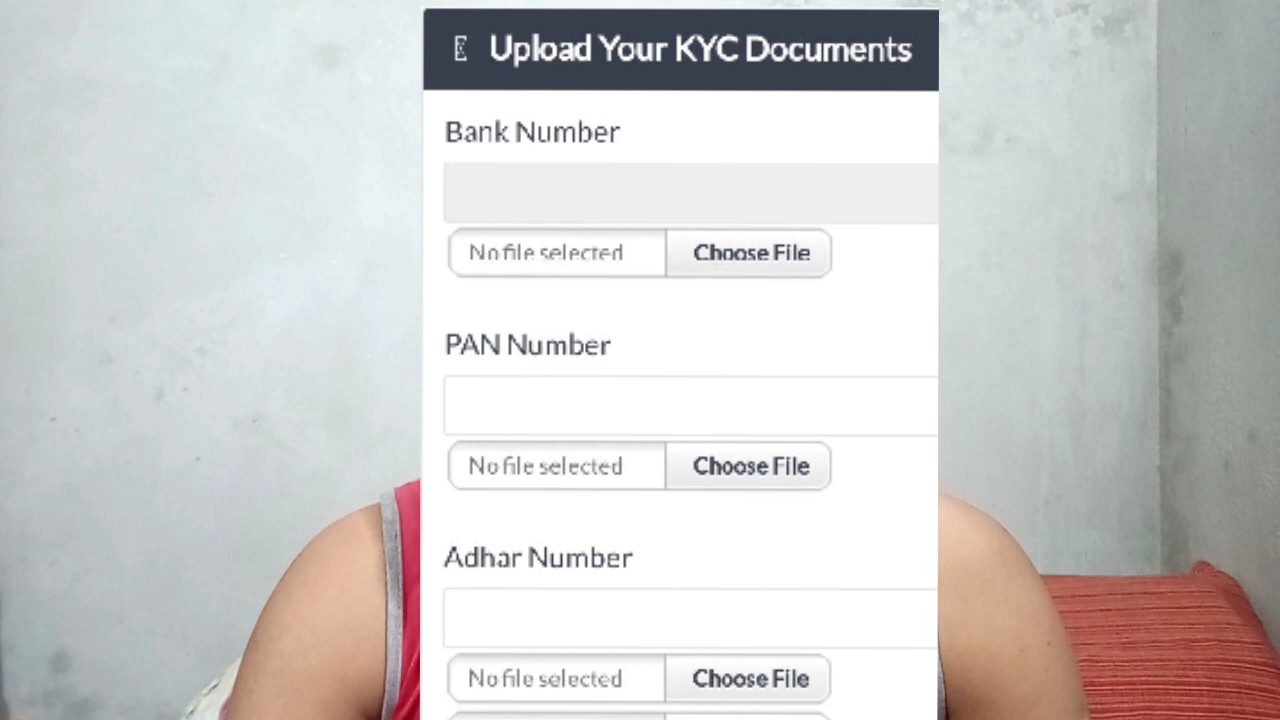 Upload Your KYC Documents
Bank Number
No file selected Choose File
PAN Number
No file selected Choose File
Adhar Number
No file selected Choose File